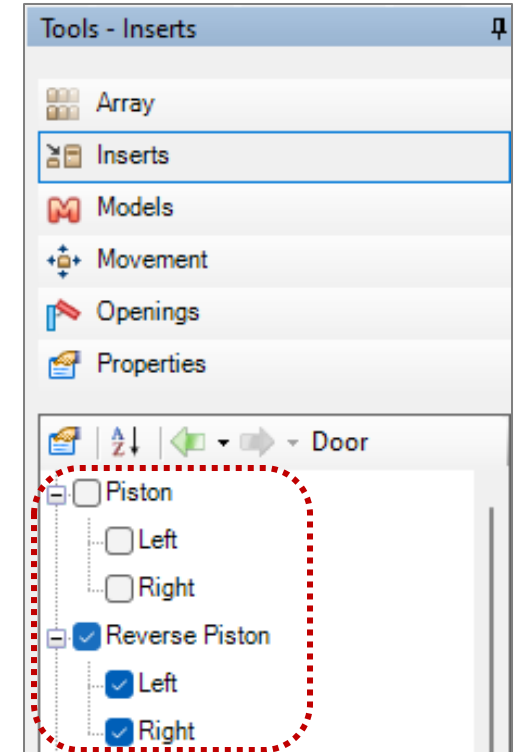 Tools - Inserts
Array
Inserts
Models
Movement
Openings
Properties
Door
Piston
Left
Right
Reverse Piston
Left
Right